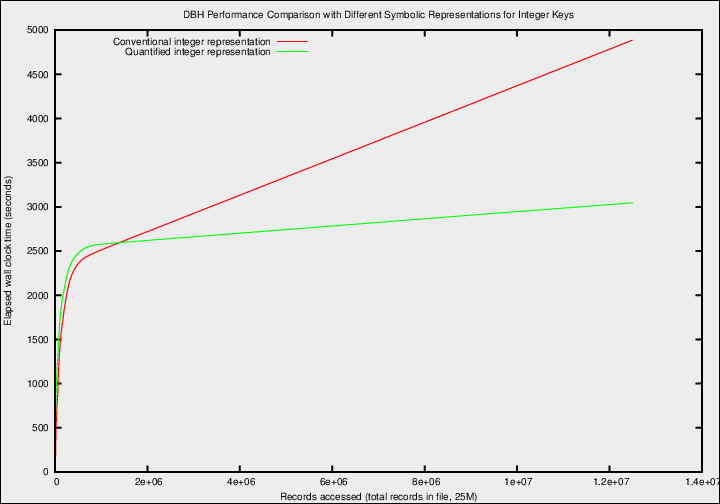 DBH Performance Comparison with Different Symbolic Representations for Integer Keys
5000
4500
4000
3500
3000
2500
2000
1500
1000
500
0
Conventional integer representation
Quantified integer representation
Elapsed wall clock time (seconds)
0 2e+06 4e+06 6e+06 8e+06 1e+07 1.2e+07 1.4e+07
Records accessed (total records in file, 25M)